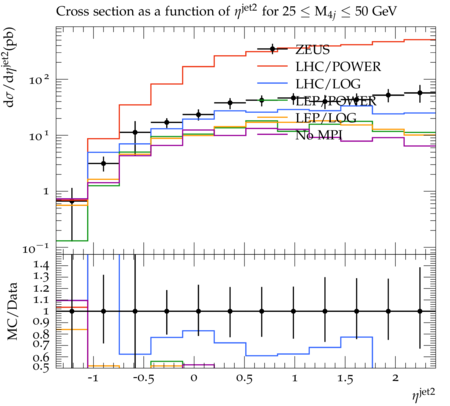 Cross section as a function of η^jet2 for 25 ≤ M_4j ≤ 50 GeV
dσ/dη^jet2(pb)
ZEUS
LHC/POWER
LHC/LOG
LEP/POWER
LEP/LOG
No MPI
10^2
10^1
1
10^−1
MC/Data
1.4
1.3
1.2
1.1
1
0.9
0.8
0.7
0.6
0.5
-1 -0.5 0 0.5 1 1.5 2
η^jet2